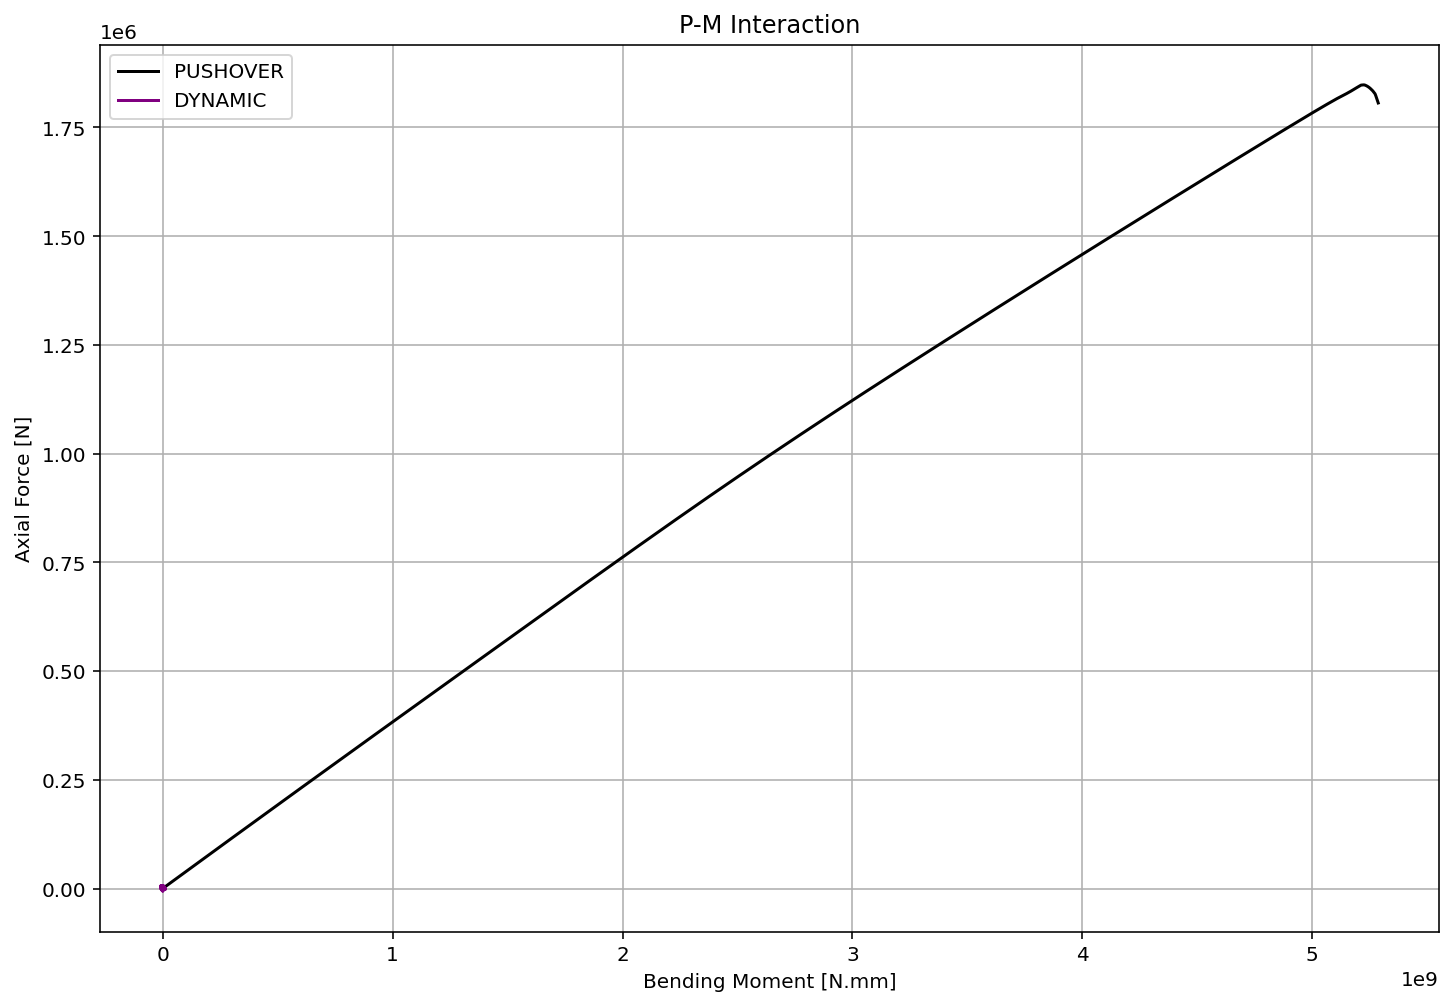 P-M Interaction
1e6
PUSHOVER
DYNAMIC
1.75
1.50
1.25
1.00
0.75
0.50
0.25
0.00
Axial Force [N]
0 1 2 3 4 5
Bending Moment [N.mm]
1e9